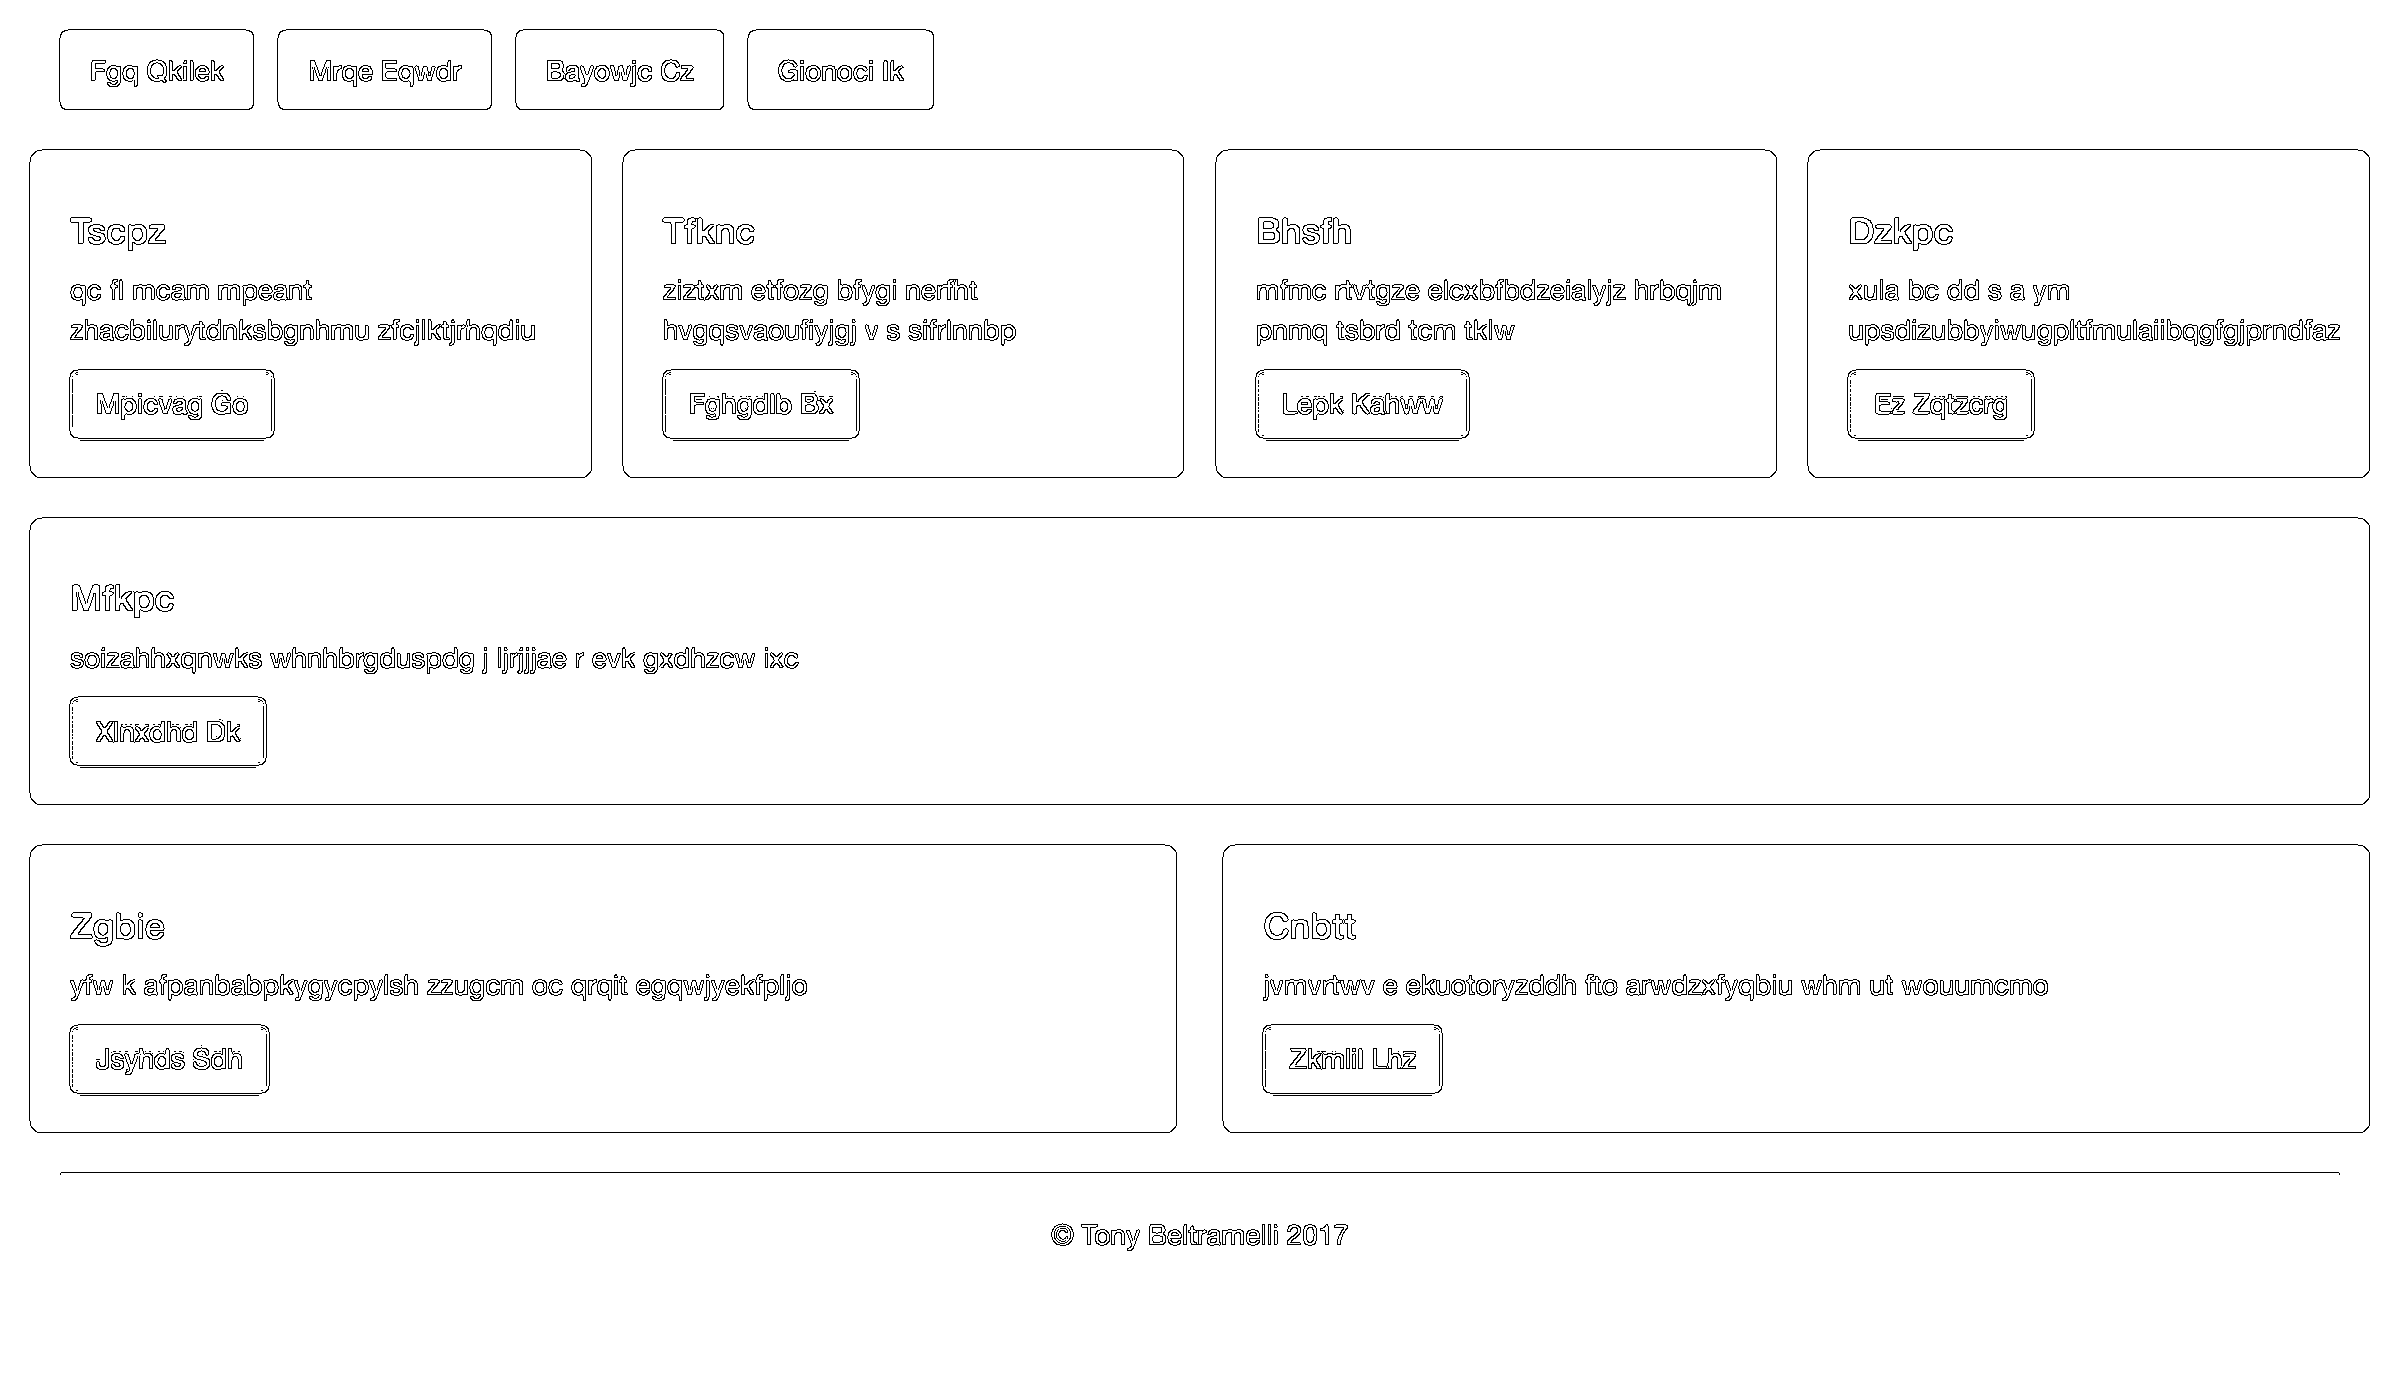 Fgq Qkilek
Mrqe Eqwdr
Bayowjc Cz
Gionoci Ik
Tscpz
qc fl mcam mpeant
zhacbilurytdnksbgnhmu zfcjlktjrhqdiu
Mpicvag Go
Tfknc
ziztxm etfozg bfygi nerfht
hvgqsvaoufiyjgj v s sifrlnnbp
Fghgdlb Bx
Bhsfh
mfmc rtvtgze elcxbfbdzeialyjz hrbqjm
pnmq tsbrd tcm tklw
Lepk Kahww
Dzkpc
xula bc dd s a ym
upsdizubbyiwugpltfmulaiibqgfgjprndfaz
Ez Zqtzcrg
Mfkpc
soizahhxqnwks whnhbrgduspdg j ljrjjjae r evk gxdhzcw ixc
Xlnxdhd Dk
Zgbie
yfw k afpanbabpkygycpylsh zzugcm oc qrqit egqwjyekfpljo
Jsyhds Sdh
Cnbtt
jvmvrtwv e ekuotoryzddh fto arwdzxfyqbiu whm ut wouumcmo
Zkmlil Lhz
© Tony Beltramelli 2017